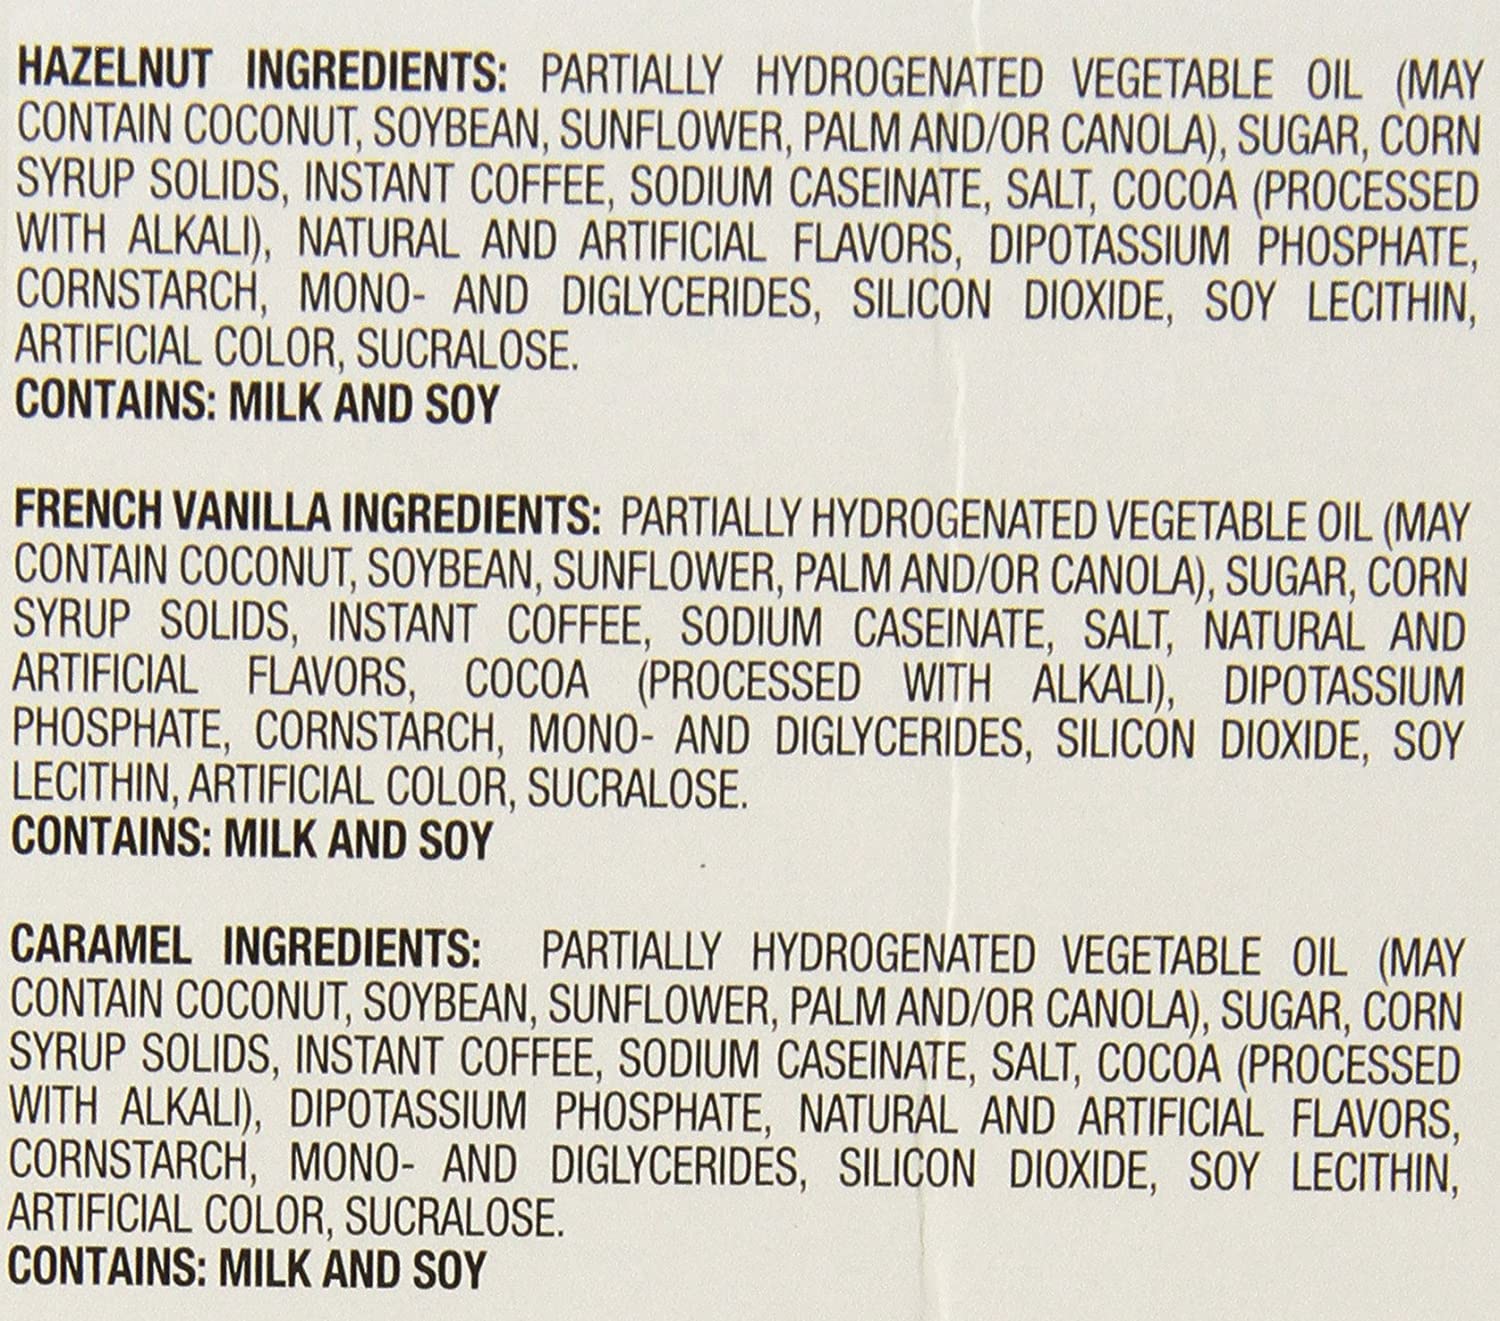 HAZELNUT INGREDIENTS: PARTIALLY HYDROGENATED VEGETABLE OIL (MAY
CONTAIN COCONUT, SOYBEAN, SUNFLOWER, PALM AND/OR CANOLA), SUGAR, CORN
SYRUP SOLIDS, INSTANT COFFEE, SODIUM CASEINATE, SALT, COCOA (PROCESSED
WITH ALKALI), NATURAL AND ARTIFICIAL FLAVORS, DIPOTASSIUM PHOSPHATE,
CORNSTARCH, MONO- AND DIGLYCERIDES, SILICON DIOXIDE, SOY LECITHIN,
ARTIFICIAL COLOR, SUCRALOSE.
CONTAINS: MILK AND SOY
FRENCH VANILLA INGREDIENTS: PARTIALLY HYDROGENATED VEGETABLE OIL (MAY
CONTAIN COCONUT, SOYBEAN, SUNFLOWER, PALM AND/OR CANOLA), SUGAR, CORN
SYRUP SOLIDS, INSTANT COFFEE, SODIUM CASEINATE, SALT, NATURAL AND
ARTIFICIAL FLAVORS, COCOA (PROCESSED WITH ALKALI), DIPOTASSIUM
PHOSPHATE, CORNSTARCH, MONO- AND DIGLYCERIDES, SILICON DIOXIDE, SOY
LECITHIN, ARTIFICIAL COLOR, SUCRALOSE.
CONTAINS: MILK AND SOY
CARAMEL INGREDIENTS: PARTIALLY HYDROGENATED VEGETABLE OIL (MAY
CONTAIN COCONUT, SOYBEAN, SUNFLOWER, PALM AND/OR CANOLA), SUGAR, CORN
SYRUP SOLIDS, INSTANT COFFEE, SODIUM CASEINATE, SALT, COCOA (PROCESSED
WITH ALKALI), DIPOTASSIUM PHOSPHATE, NATURAL AND ARTIFICIAL FLAVORS,
CORNSTARCH, MONO- AND DIGLYCERIDES, SILICON DIOXIDE, SOY LECITHIN,
ARTIFICIAL COLOR, SUCRALOSE.
CONTAINS: MILK AND SOY